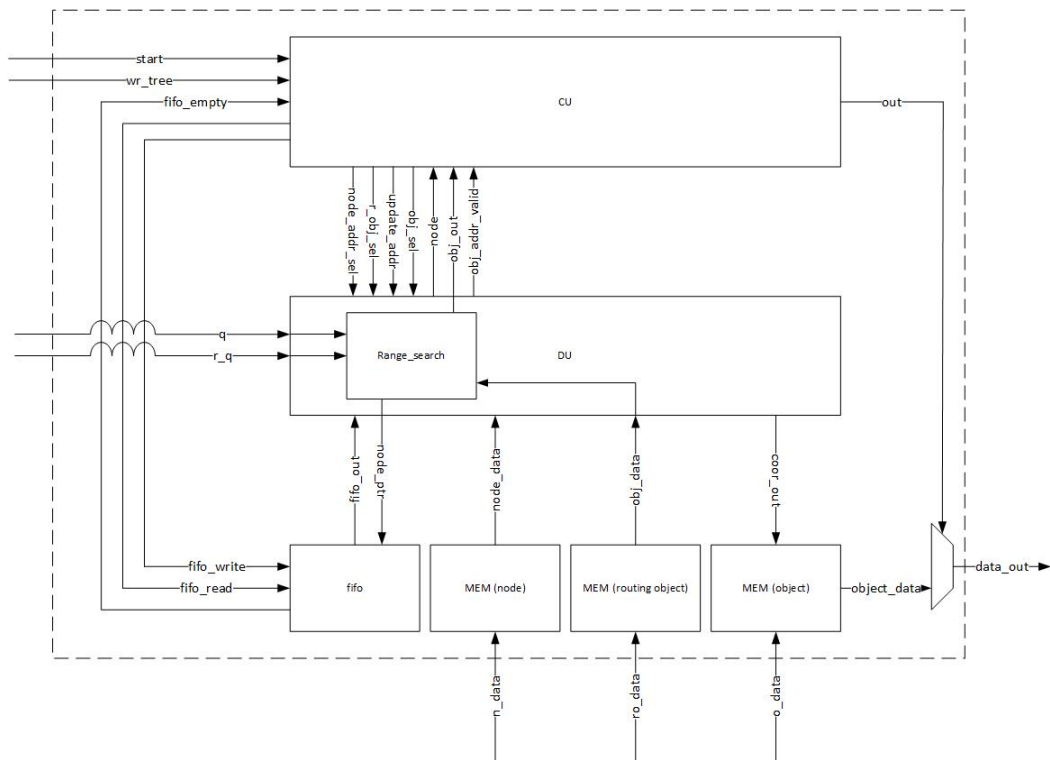 start
wr_tree
fifo_empty
CU
out
node_addr_sel
r_obj_sel
update_addr
obj_sel
node
obj_out
obj_addr_valid
q
r_q
Range_search
DU
fifo_out
node_ptr
node_data
obj_data
coor_out
fifo_write
fifo_read
fifo
MEM (node)
MEM (routing object)
MEM (object)
object_data
data_out
n_data
ro_data
o_data